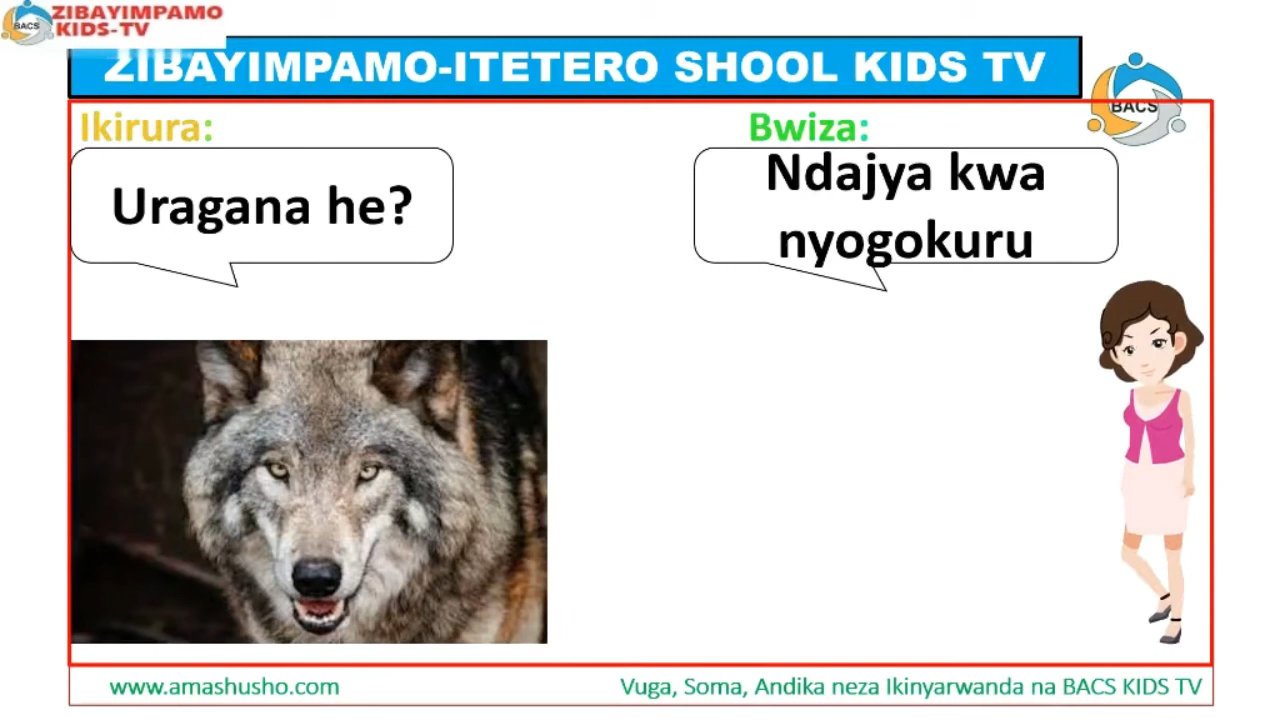 ZIBAYIMPAMO
KIDS-TV
BACS
ZIBAYIMPAMO-ITETERO SHOOL KIDS TV
BACS
Ikirura:
Bwiza:
Uragana he?
Ndajya kwa
nyogokuru
www.amashusho.com
Vuga, Soma, Andika neza Ikinyarwanda na BACS KIDS TV